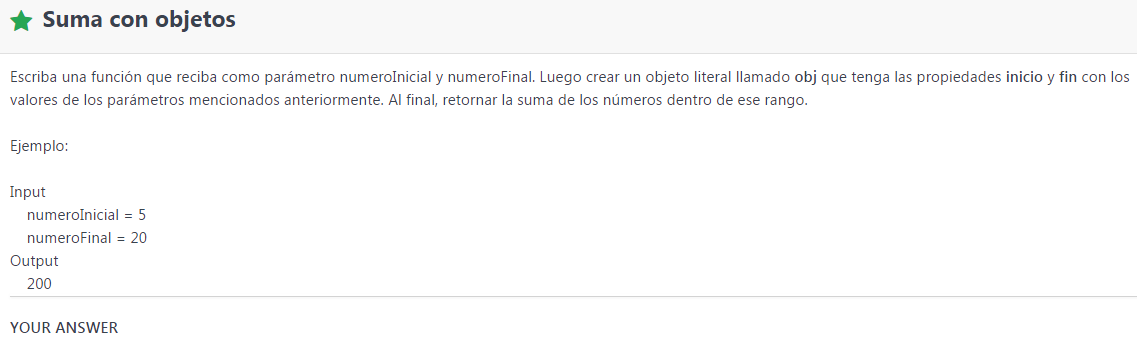 Suma con objetos
Escriba una función que reciba como parámetro numeroInicial y numeroFinal. Luego crear un objeto literal llamado obj que tenga las propiedades inicio y fin con los
valores de los parámetros mencionados anteriormente. Al final, retornar la suma de los números dentro de ese rango.
Ejemplo:
Input
numeroInicial = 5
numeroFinal = 20
Output
200
YOUR ANSWER